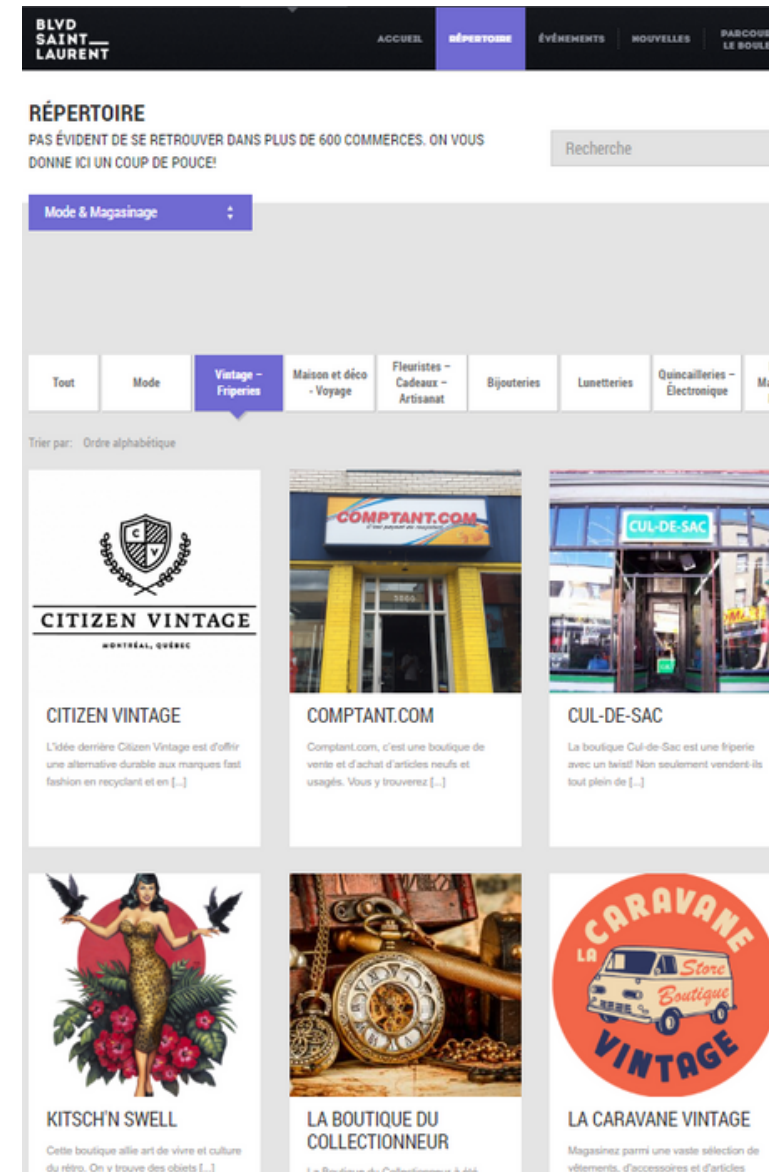 BLVD
SAINT__
LAURENT
ACCUEIL
RÉPERTOIRE
ÉVÉNEMENTS
NOUVELLES
RÉPERTOIRE
PAS ÉVIDENT DE SE RETROUVER DANS PLUS DE 600 COMMERCES. ON VOUS
DONNE ICI UN COUP DE POUCE!
Recherche
Mode & Magasinage
Tout
Mode
Vintage –
Friperies
Maison et déco
- Voyage
Fleuristes –
Cadeaux –
Artisanat
Bijouteries
Lunetteries
Quincailleries –
Électronique
Trier par: Ordre alphabétique
C
V
CITIZEN VINTAGE
MONTRÉAL, QUÉBEC
COMPTANT.COM
CUL-DE-SAC
CITIZEN VINTAGE
L'idée derrière Citizen Vintage est d'offrir
une alternative durable aux marques fast
fashion en recyclant et en [...]
COMPTANT.COM
Comptant.com, c'est une boutique de
vente et d'achat d'articles neufs et
usagés. Vous y trouverez [...]
CUL-DE-SAC
La boutique Cul-de-Sac est une friperie
avec un twist! Non seulement vendent-ils
tout plein de [...]
LA CARAVANE
Store
Boutique
VINTAGE
KITSCH'N SWELL
Cette boutique allie art de vivre et culture
du rétro. On y trouve des objets [...]
LA BOUTIQUE DU
COLLECTIONNEUR
La Boutique du Collectionneur a été
LA CARAVANE VINTAGE
Magasinez parmi une vaste sélection de
vêtements, d'accessoires et d'articles